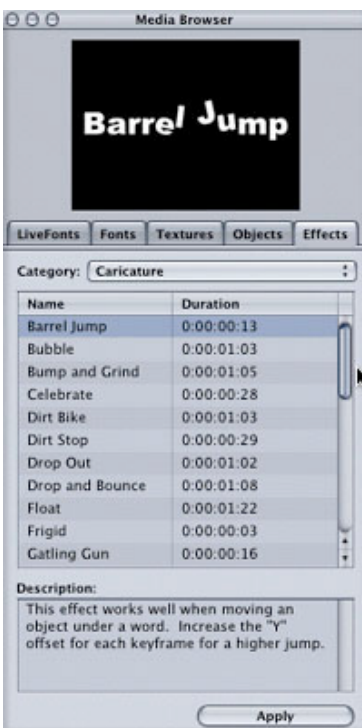 Media Browser
Barrel Jump
LiveFonts Fonts Textures Objects Effects
Category: Caricature
Name Duration
Barrel Jump 0:00:00:13
Bubble 0:00:01:03
Bump and Grind 0:00:01:05
Celebrate 0:00:00:28
Dirt Bike 0:00:01:03
Dirt Stop 0:00:00:29
Drop Out 0:00:01:02
Drop and Bounce 0:00:01:08
Float 0:00:01:22
Frigid 0:00:00:03
Gatling Gun 0:00:00:16
Description:
This effect works well when moving an
object under a word. Increase the "Y"
offset for each keyframe for a higher jump.
Apply